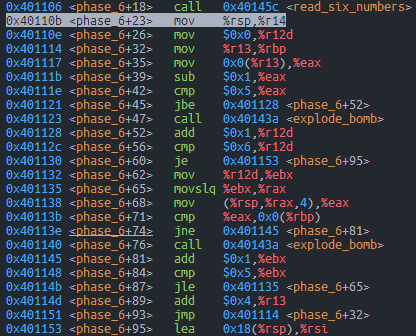 0x401106 <phase_6+18> call 0x40145c <read_six_numbers>
0x40110b <phase_6+23> mov %rsp,%r14
0x40110e <phase_6+26> mov $0x0,%r12d
0x401114 <phase_6+32> mov %r13,%rbp
0x401117 <phase_6+35> mov 0x0(%r13),%eax
0x40111b <phase_6+39> sub $0x1,%eax
0x40111e <phase_6+42> cmp $0x5,%eax
0x401121 <phase_6+45> jbe 0x401128 <phase_6+52>
0x401123 <phase_6+47> call 0x40143a <explode_bomb>
0x401128 <phase_6+52> add $0x1,%r12d
0x40112c <phase_6+56> cmp $0x6,%r12d
0x401130 <phase_6+60> je 0x401153 <phase_6+95>
0x401132 <phase_6+62> mov %r12d,%ebx
0x401135 <phase_6+65> movslq %ebx,%rax
0x401138 <phase_6+68> mov (%rsp,%rax,4),%eax
0x40113b <phase_6+71> cmp %eax,0x0(%rbp)
0x40113e <phase_6+74> jne 0x401145 <phase_6+81>
0x401140 <phase_6+76> call 0x40143a <explode_bomb>
0x401145 <phase_6+81> add $0x1,%ebx
0x401148 <phase_6+84> cmp $0x5,%ebx
0x40114b <phase_6+87> jle 0x401135 <phase_6+65>
0x40114d <phase_6+89> add $0x4,%r13
0x401151 <phase_6+93> jmp 0x401114 <phase_6+32>
0x401153 <phase_6+95> lea 0x18(%rsp),%rsi